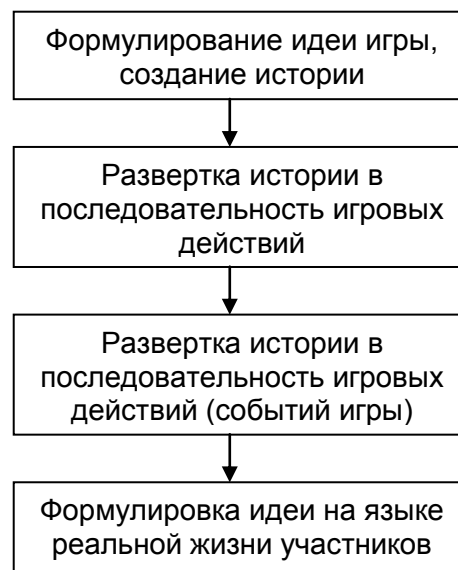 Формулирование идеи игры,
создание истории
Развертка истории в
последовательность игровых
действий
Развертка истории в
последовательность игровых
действий (событий игры)
Формулировка идеи на языке
реальной жизни участников